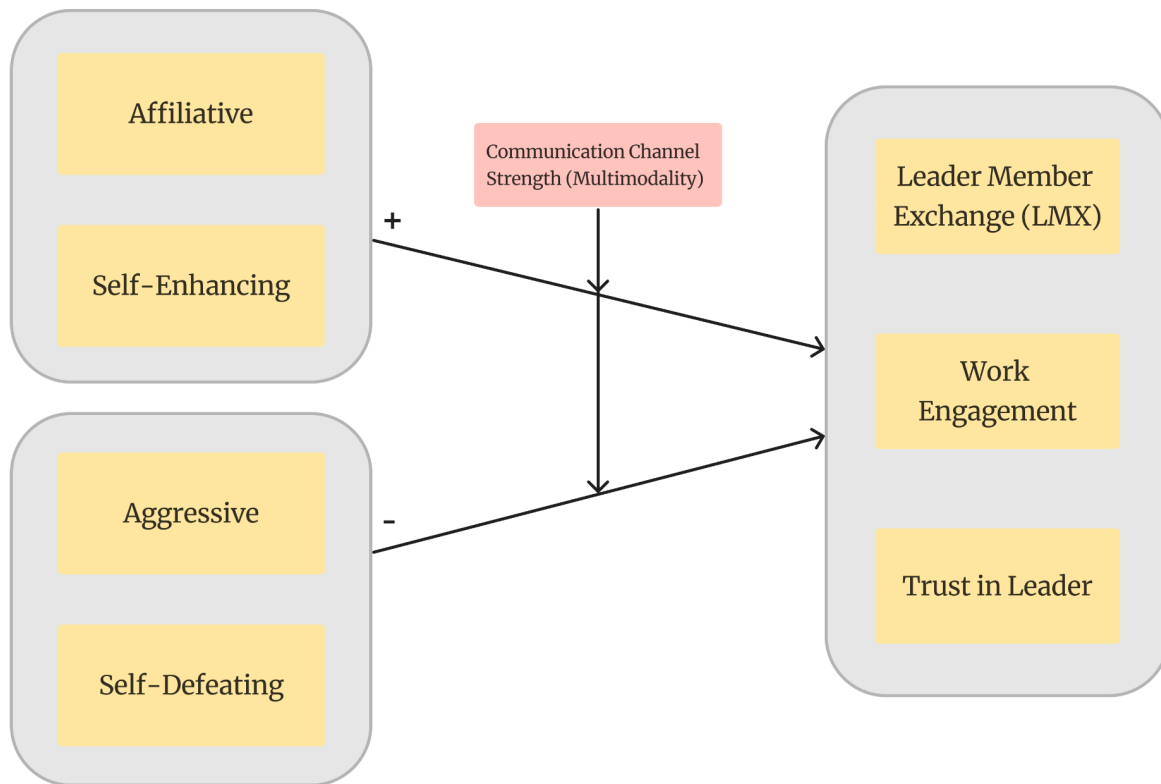 Affiliative
Self-Enhancing
Communication Channel
Strength (Multimodality)
+
-
Aggressive
Self-Defeating
Leader Member
Exchange (LMX)
Work
Engagement
Trust in Leader